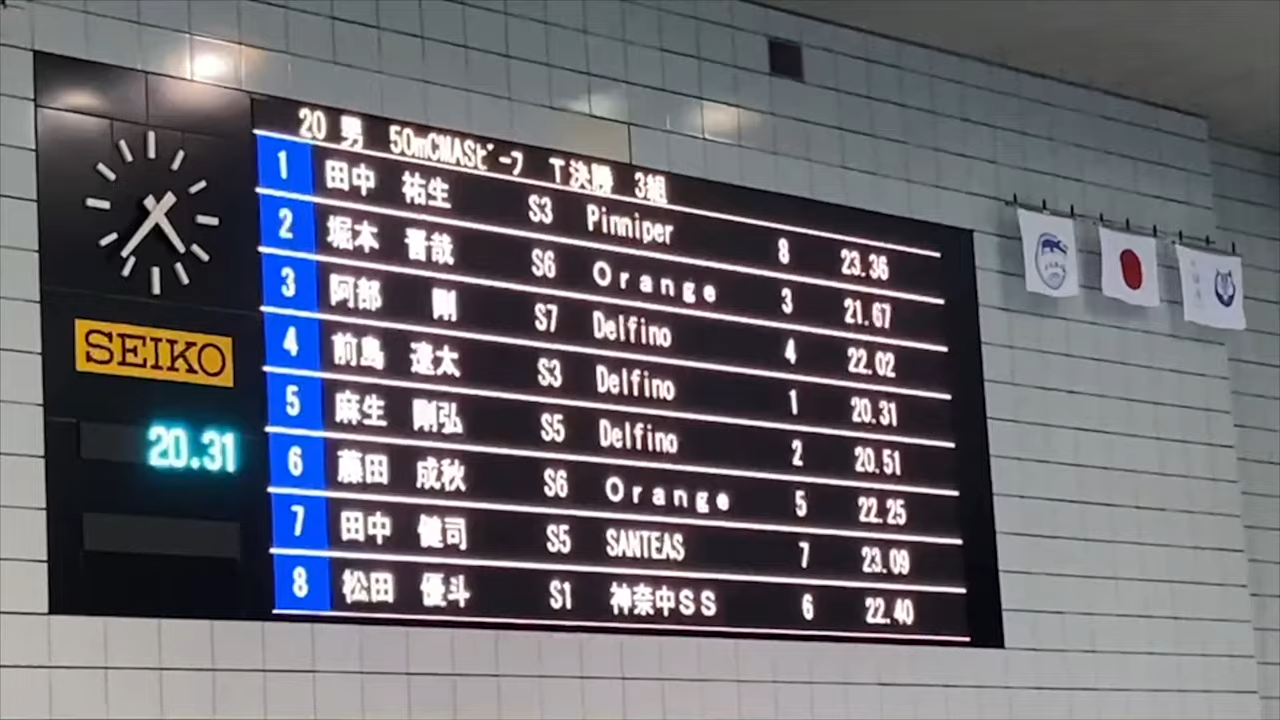 20 男 50mCMASビーフ T決勝 3組
1 田中 祐生 S3 Pinniper 8 23.36
2 堀本 晋哉 S6 Orange 3 21.67
3 阿部 剛 S7 Delfino 4 22.02
4 前島 遼太 S3 Delfino 1 20.31
5 麻生 剛弘 S5 Delfino 2 20.51
6 藤田 成秋 S6 Orange 5 22.25
7 田中 健司 S5 SANTEAS 7 23.09
8 松田 優斗 S1 神奈中SS 6 22.40
SEIKO
20.31